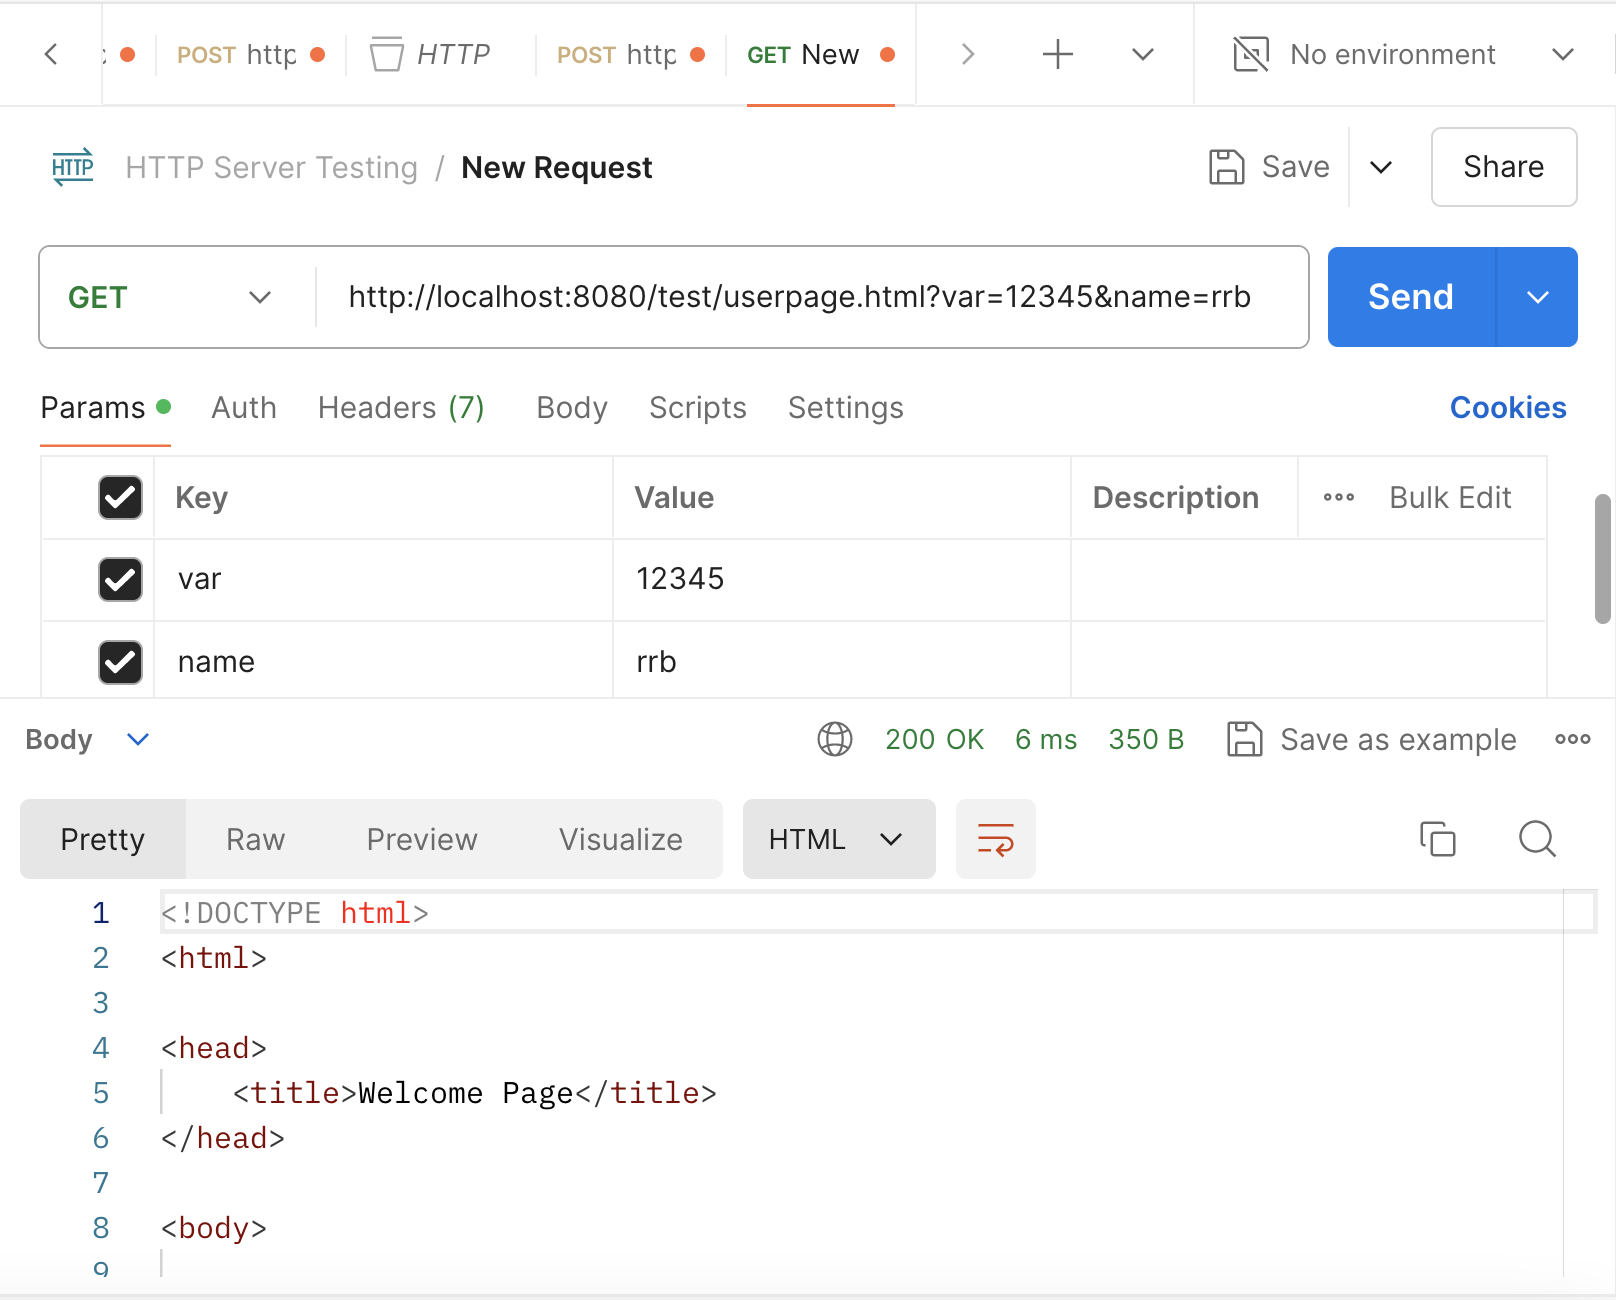 POST http HTTP POST http GET New No environment
HTTP HTTP Server Testing / New Request Save Share
GET http://localhost:8080/test/userpage.html?var=12345&name=rrb Send
Params Auth Headers (7) Body Scripts Settings Cookies
Key Value Description Bulk Edit
var 12345
name rrb
Body 200 OK 6 ms 350 B Save as example
Pretty Raw Preview Visualize HTML
1 <!DOCTYPE html>
2 <html>
3
4 <head>
5 <title>Welcome Page</title>
6 </head>
7
8 <body>
9